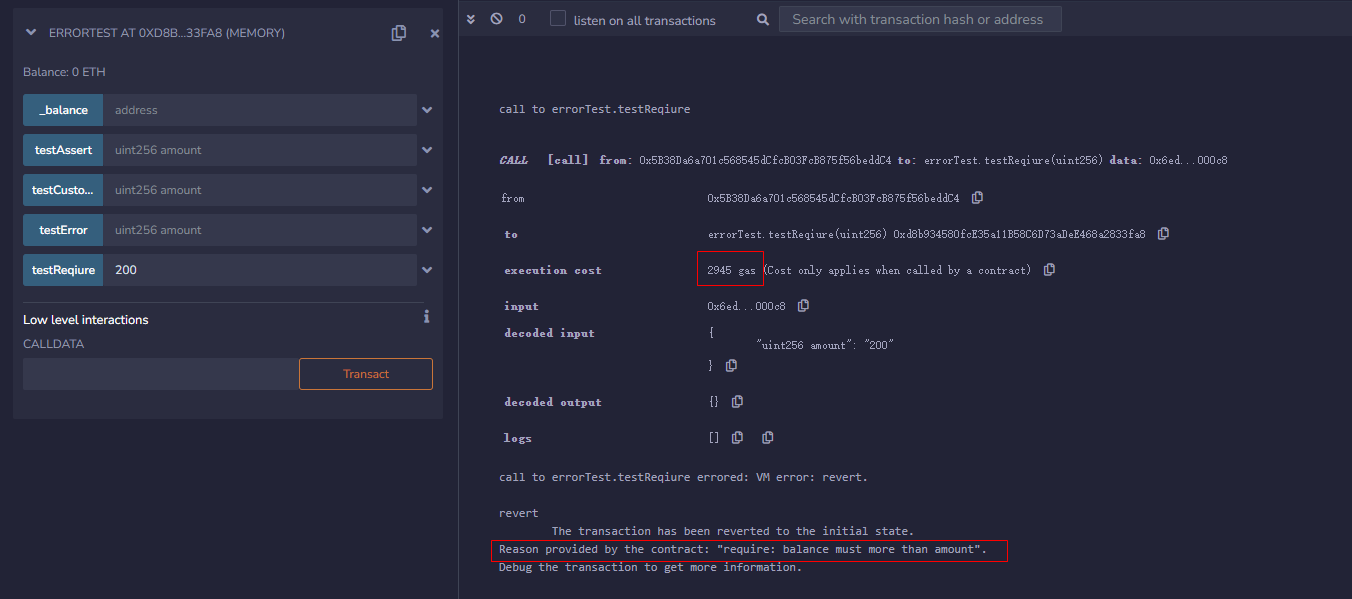 ERRORTEST AT 0XD8B...33FA8 (MEMORY)
Balance: 0 ETH
_balance address
testAssert uint256 amount
testCusto... uint256 amount
testError uint256 amount
testReqiure 200
Low level interactions
CALLDATA
Transact
0 listen on all transactions Search with transaction hash or address
call to errorTest.testReqiure
CALL [call] from: 0x5B38Da6a701c568545dCfcB03FcB875f56beddC4 to: errorTest.testReqiure(uint256) data: 0x6ed...000c8
from 0x5B38Da6a701c568545dCfcB03FcB875f56beddC4
to errorTest.testReqiure(uint256) 0xd8b934580fcE35a11B58C6D73aDeE468a2833fa8
execution cost 2945 gas (Cost only applies when called by a contract)
input 0x6ed...000c8
decoded input {
"uint256 amount": "200"
}
decoded output {}
logs []
call to errorTest.testReqiure errored: VM error: revert.
revert
The transaction has been reverted to the initial state.
Reason provided by the contract: "require: balance must more than amount".
Debug the transaction to get more information.